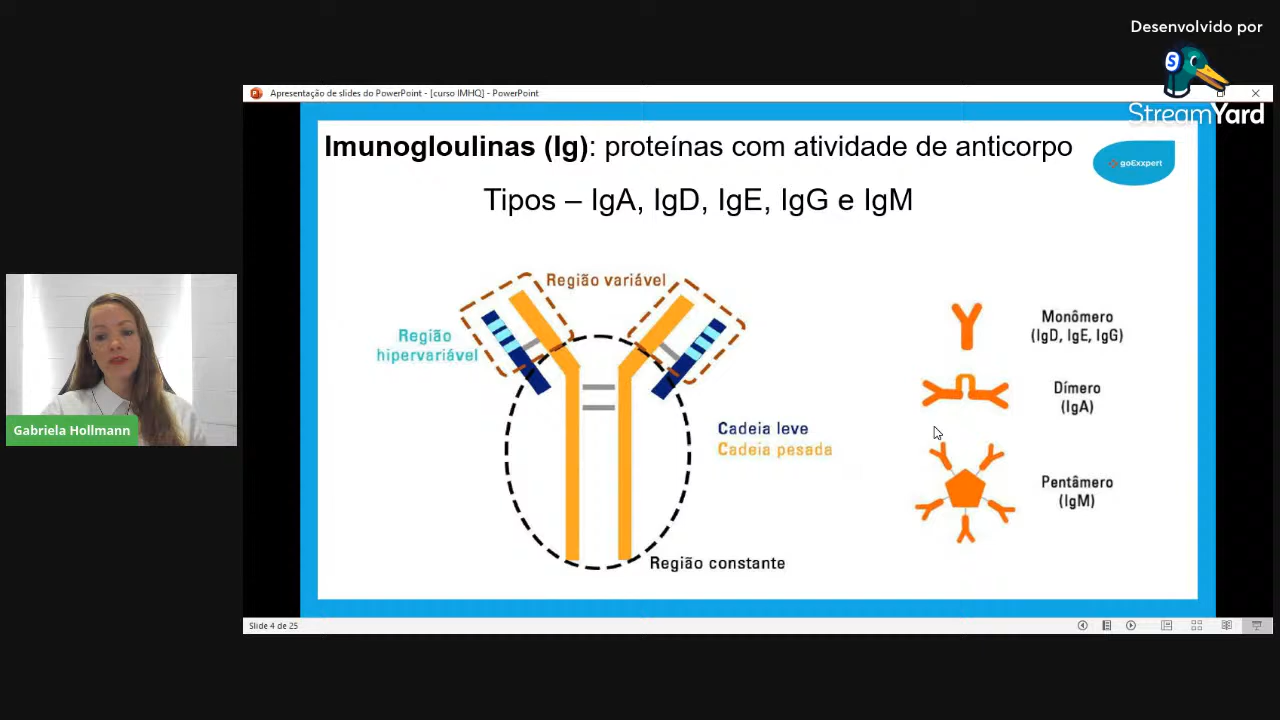 Desenvolvido por
StreamYard
Apresentação de slides do PowerPoint - [curso IMHQ] - PowerPoint
Imunogloulinas (Ig): proteínas com atividade de anticorpo
goExxpert
Tipos – IgA, IgD, IgE, IgG e IgM
Região variável
Região
hipervariável
Cadeia leve
Cadeia pesada
Região constante
Monômero
(IgD, IgE, IgG)
Dímero
(IgA)
Pentâmero
(IgM)
Gabriela Hollmann
Slide 4 de 25